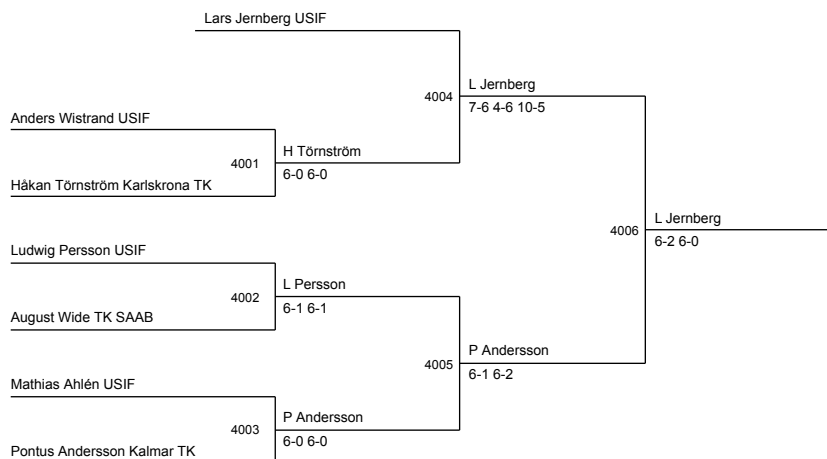 Lars Jernberg USIF
L Jernberg
4004
7-6 4-6 10-5
Anders Wistrand USIF
H Törnström
4001
6-0 6-0
Håkan Törnström Karlskrona TK
L Jernberg
4006
6-2 6-0
Ludwig Persson USIF
L Persson
4002
6-1 6-1
August Wide TK SAAB
P Andersson
4005
6-1 6-2
Mathias Ahlén USIF
P Andersson
4003
6-0 6-0
Pontus Andersson Kalmar TK